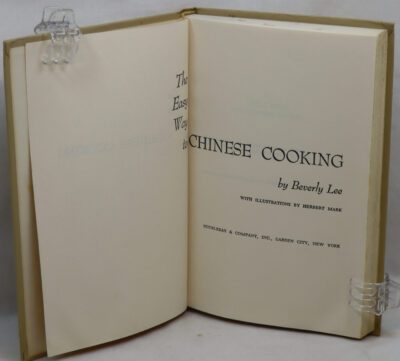 The
Easy
Way
to
CHINESE COOKING
by Beverly Lee
WITH ILLUSTRATIONS BY HERBERT MARK
DOUBLEDAY & COMPANY, INC., GARDEN CITY, NEW YORK